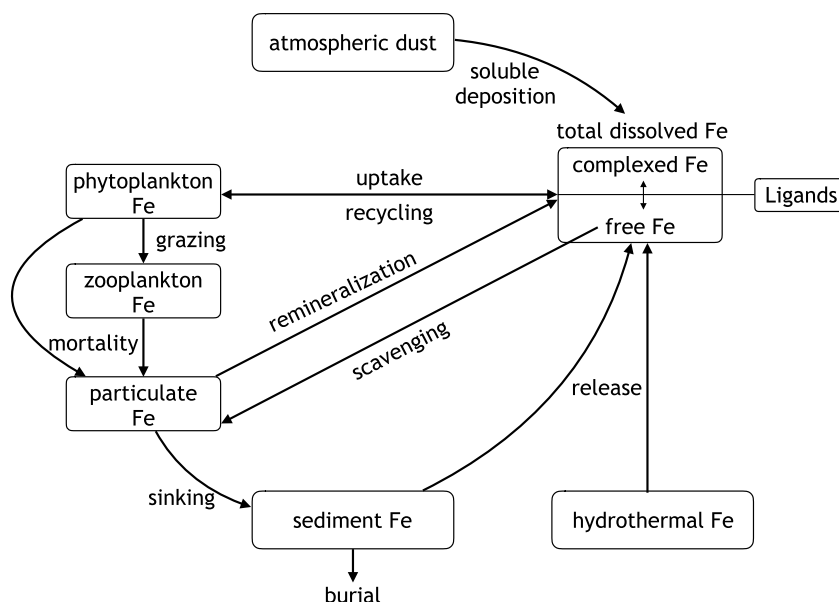 atmospheric dust
soluble
deposition
total dissolved Fe
complexed Fe
free Fe
Ligands
phytoplankton
Fe
uptake
recycling
grazing
zooplankton
Fe
mortality
remineralization
scavenging
particulate
Fe
release
sinking
sediment Fe
hydrothermal Fe
burial